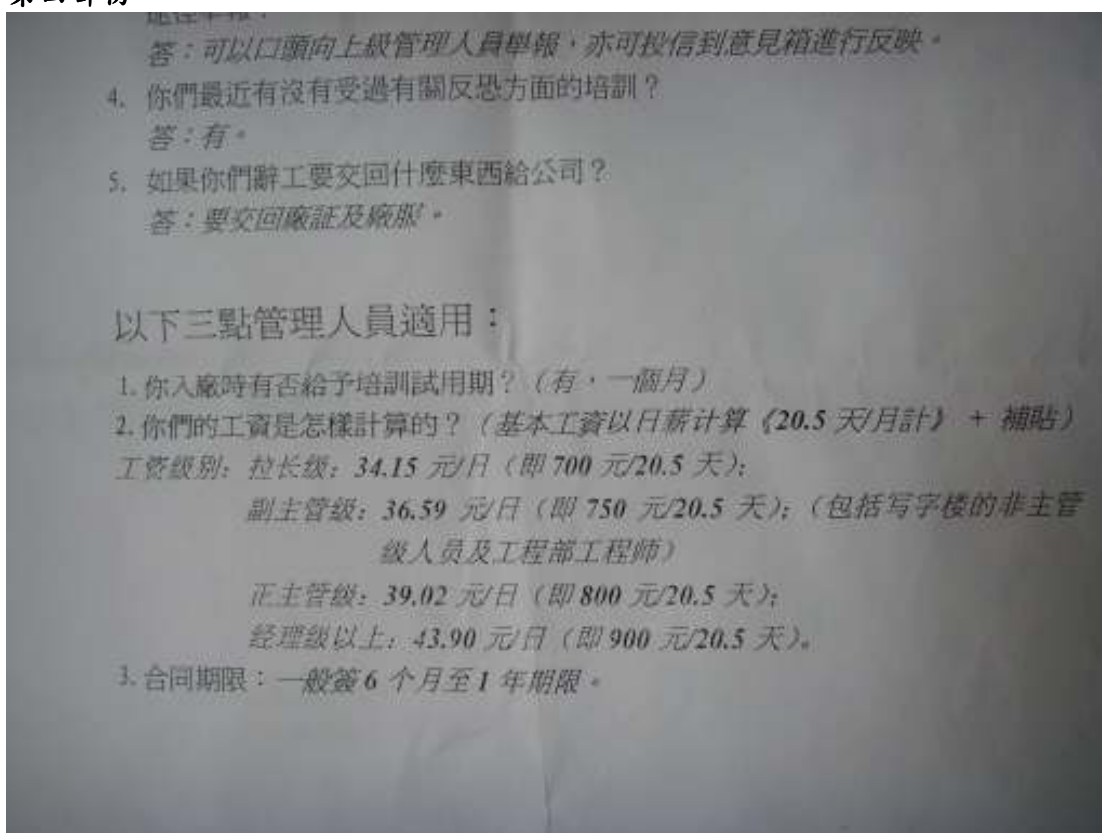 答：可以口頭向上級管理人員舉報，亦可投信到意見箱進行反映。
4. 你們最近有沒有受過有關反恐方面的培訓？
答：有。
5. 如果你們辭工要交回什麼東西給公司？
答：要交回廠証及廠服。
以下三點管理人員適用：
1. 你入廠時有否給予培訓試用期？（有，一個月）
2. 你們的工資是怎樣計算的？（基本工資以日薪计算《20.5 天/月計》 + 補貼）
工资级别：拉长级：34.15 元/日（即 700 元/20.5 天）；
副主管级：36.59 元/日（即 750 元/20.5 天）；（包括写字楼的非主管
级人员及工程部工程师）
正主管级：39.02 元/日（即 800 元/20.5 天）；
经理级以上：43.90 元/日（即 900 元/20.5 天）。
3. 合同期限：一般簽 6 个月至 1 年期限。